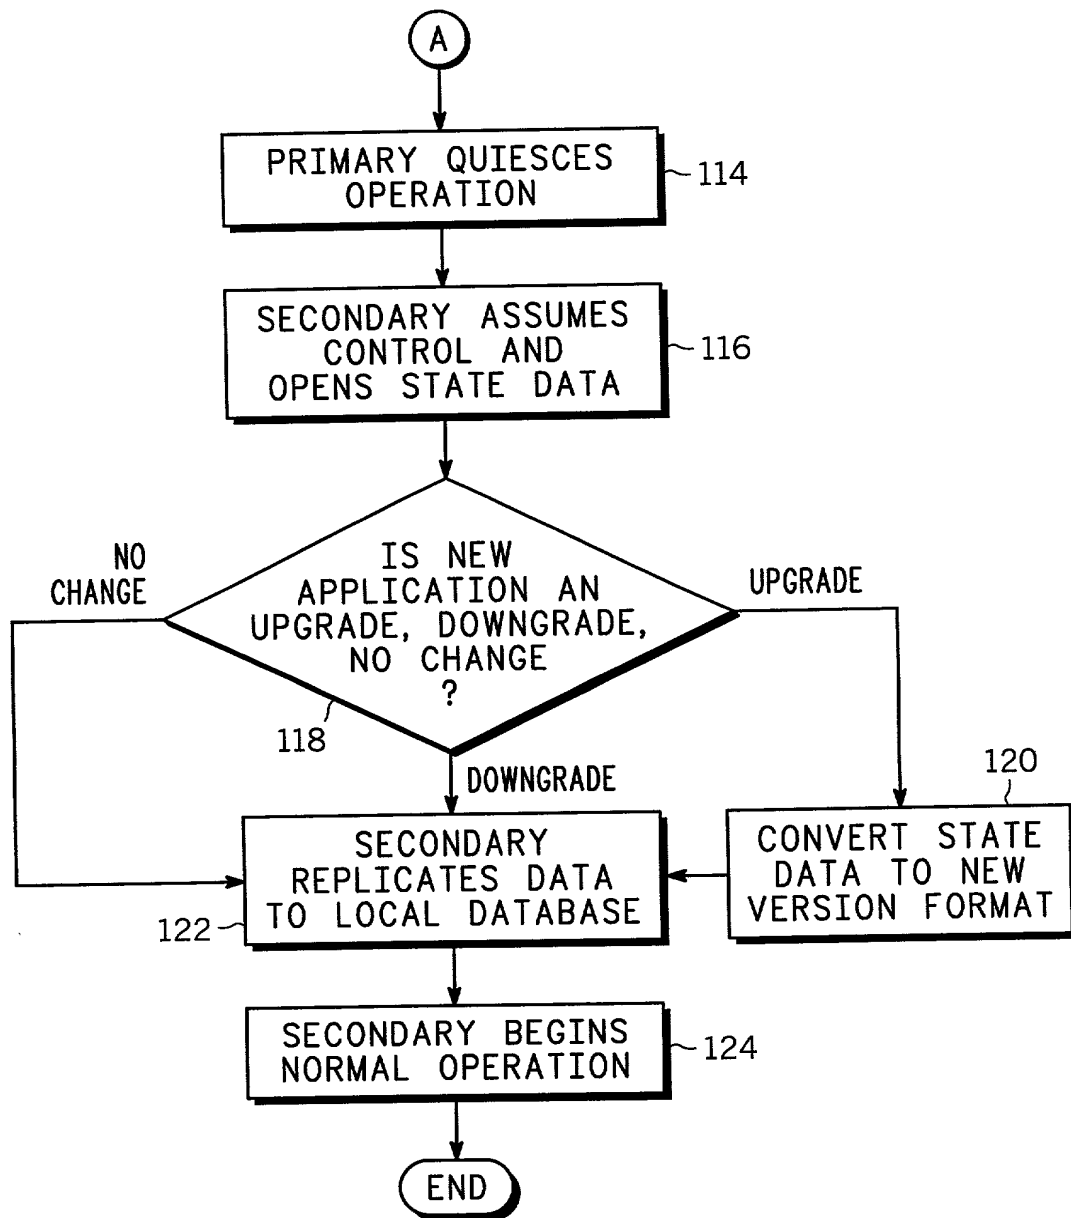 A
PRIMARY QUIESCES
OPERATION
114
SECONDARY ASSUMES
CONTROL AND
OPENS STATE DATA
116
IS NEW
APPLICATION AN
UPGRADE, DOWNGRADE,
NO CHANGE
?
118
NO
CHANGE
UPGRADE
DOWNGRADE
120
CONVERT STATE
DATA TO NEW
VERSION FORMAT
SECONDARY
REPLICATES DATA
TO LOCAL DATABASE
122
SECONDARY BEGINS
NORMAL OPERATION
124
END